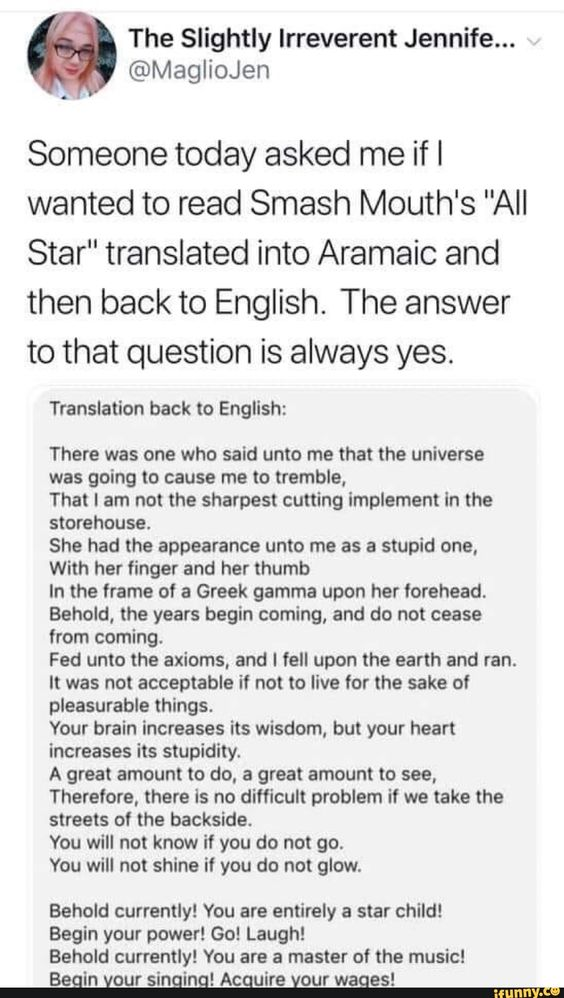 The Slightly Irreverent Jennife...
@MaglioJen
Someone today asked me if I
wanted to read Smash Mouth's "All
Star" translated into Aramaic and
then back to English. The answer
to that question is always yes.
Translation back to English:
There was one who said unto me that the universe
was going to cause me to tremble,
That I am not the sharpest cutting implement in the
storehouse.
She had the appearance unto me as a stupid one,
With her finger and her thumb
In the frame of a Greek gamma upon her forehead.
Behold, the years begin coming, and do not cease
from coming.
Fed unto the axioms, and I fell upon the earth and ran.
It was not acceptable if not to live for the sake of
pleasurable things.
Your brain increases its wisdom, but your heart
increases its stupidity.
A great amount to do, a great amount to see,
Therefore, there is no difficult problem if we take the
streets of the backside.
You will not know if you do not go.
You will not shine if you do not glow.
Behold currently! You are entirely a star child!
Begin your power! Go! Laugh!
Behold currently! You are a master of the music!
Begin your singing! Acquire your wages!
ifunny.co